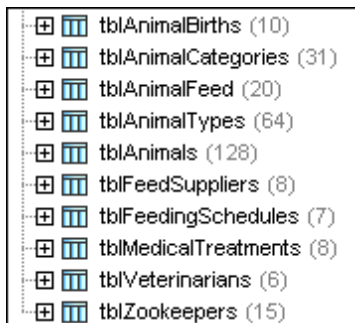 tblAnimalBirths (10)
tblAnimalCategories (31)
tblAnimalFeed (20)
tblAnimalTypes (64)
tblAnimals (128)
tblFeedSuppliers (8)
tblFeedingSchedules (7)
tblMedicalTreatments (8)
tblVeterinarians (6)
tblZookeepers (15)